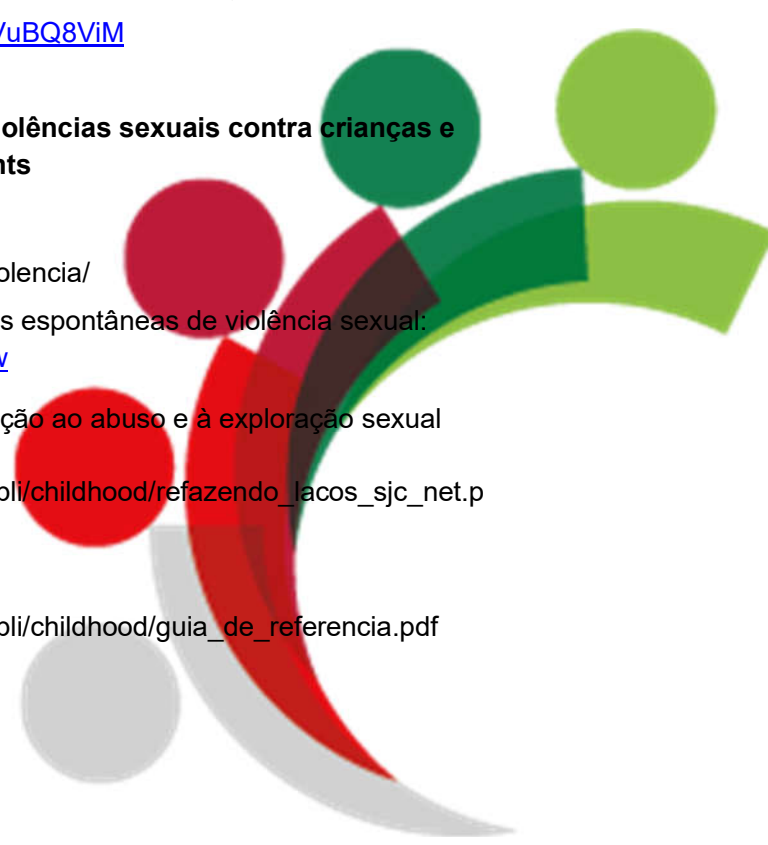 /uBQ8ViM
olências sexuais contra crianças e
nts
olencia/
s espontâneas de violência sexual:
ção ao abuso e à exploração sexual
oli/childhood/refazendo_lacos_sjc_net.p
oli/childhood/guia_de_referencia.pdf